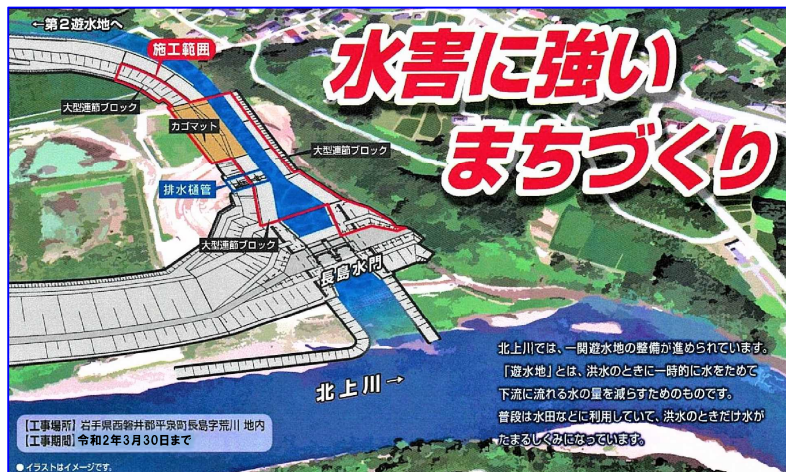 ←第2遊水地へ
施工範囲
水害に強い
まちづくり
大型連節ブロック
カゴマット
大型連節ブロック
排水樋管
大型連節ブロック
長島水門
北上川→
北上川では、一関遊水地の整備が進められています。
「遊水地」とは、洪水のときに一時的に水をためて
下流に流れる水の量を減らすためのものです。
普段は水田などに利用していて、洪水のときだけ水が
たまるしくみになっています。
【工事場所】岩手県西磐井郡平泉町長島字荒川 地内
【工事期間】令和2年3月30日まで
●イラストはイメージです。